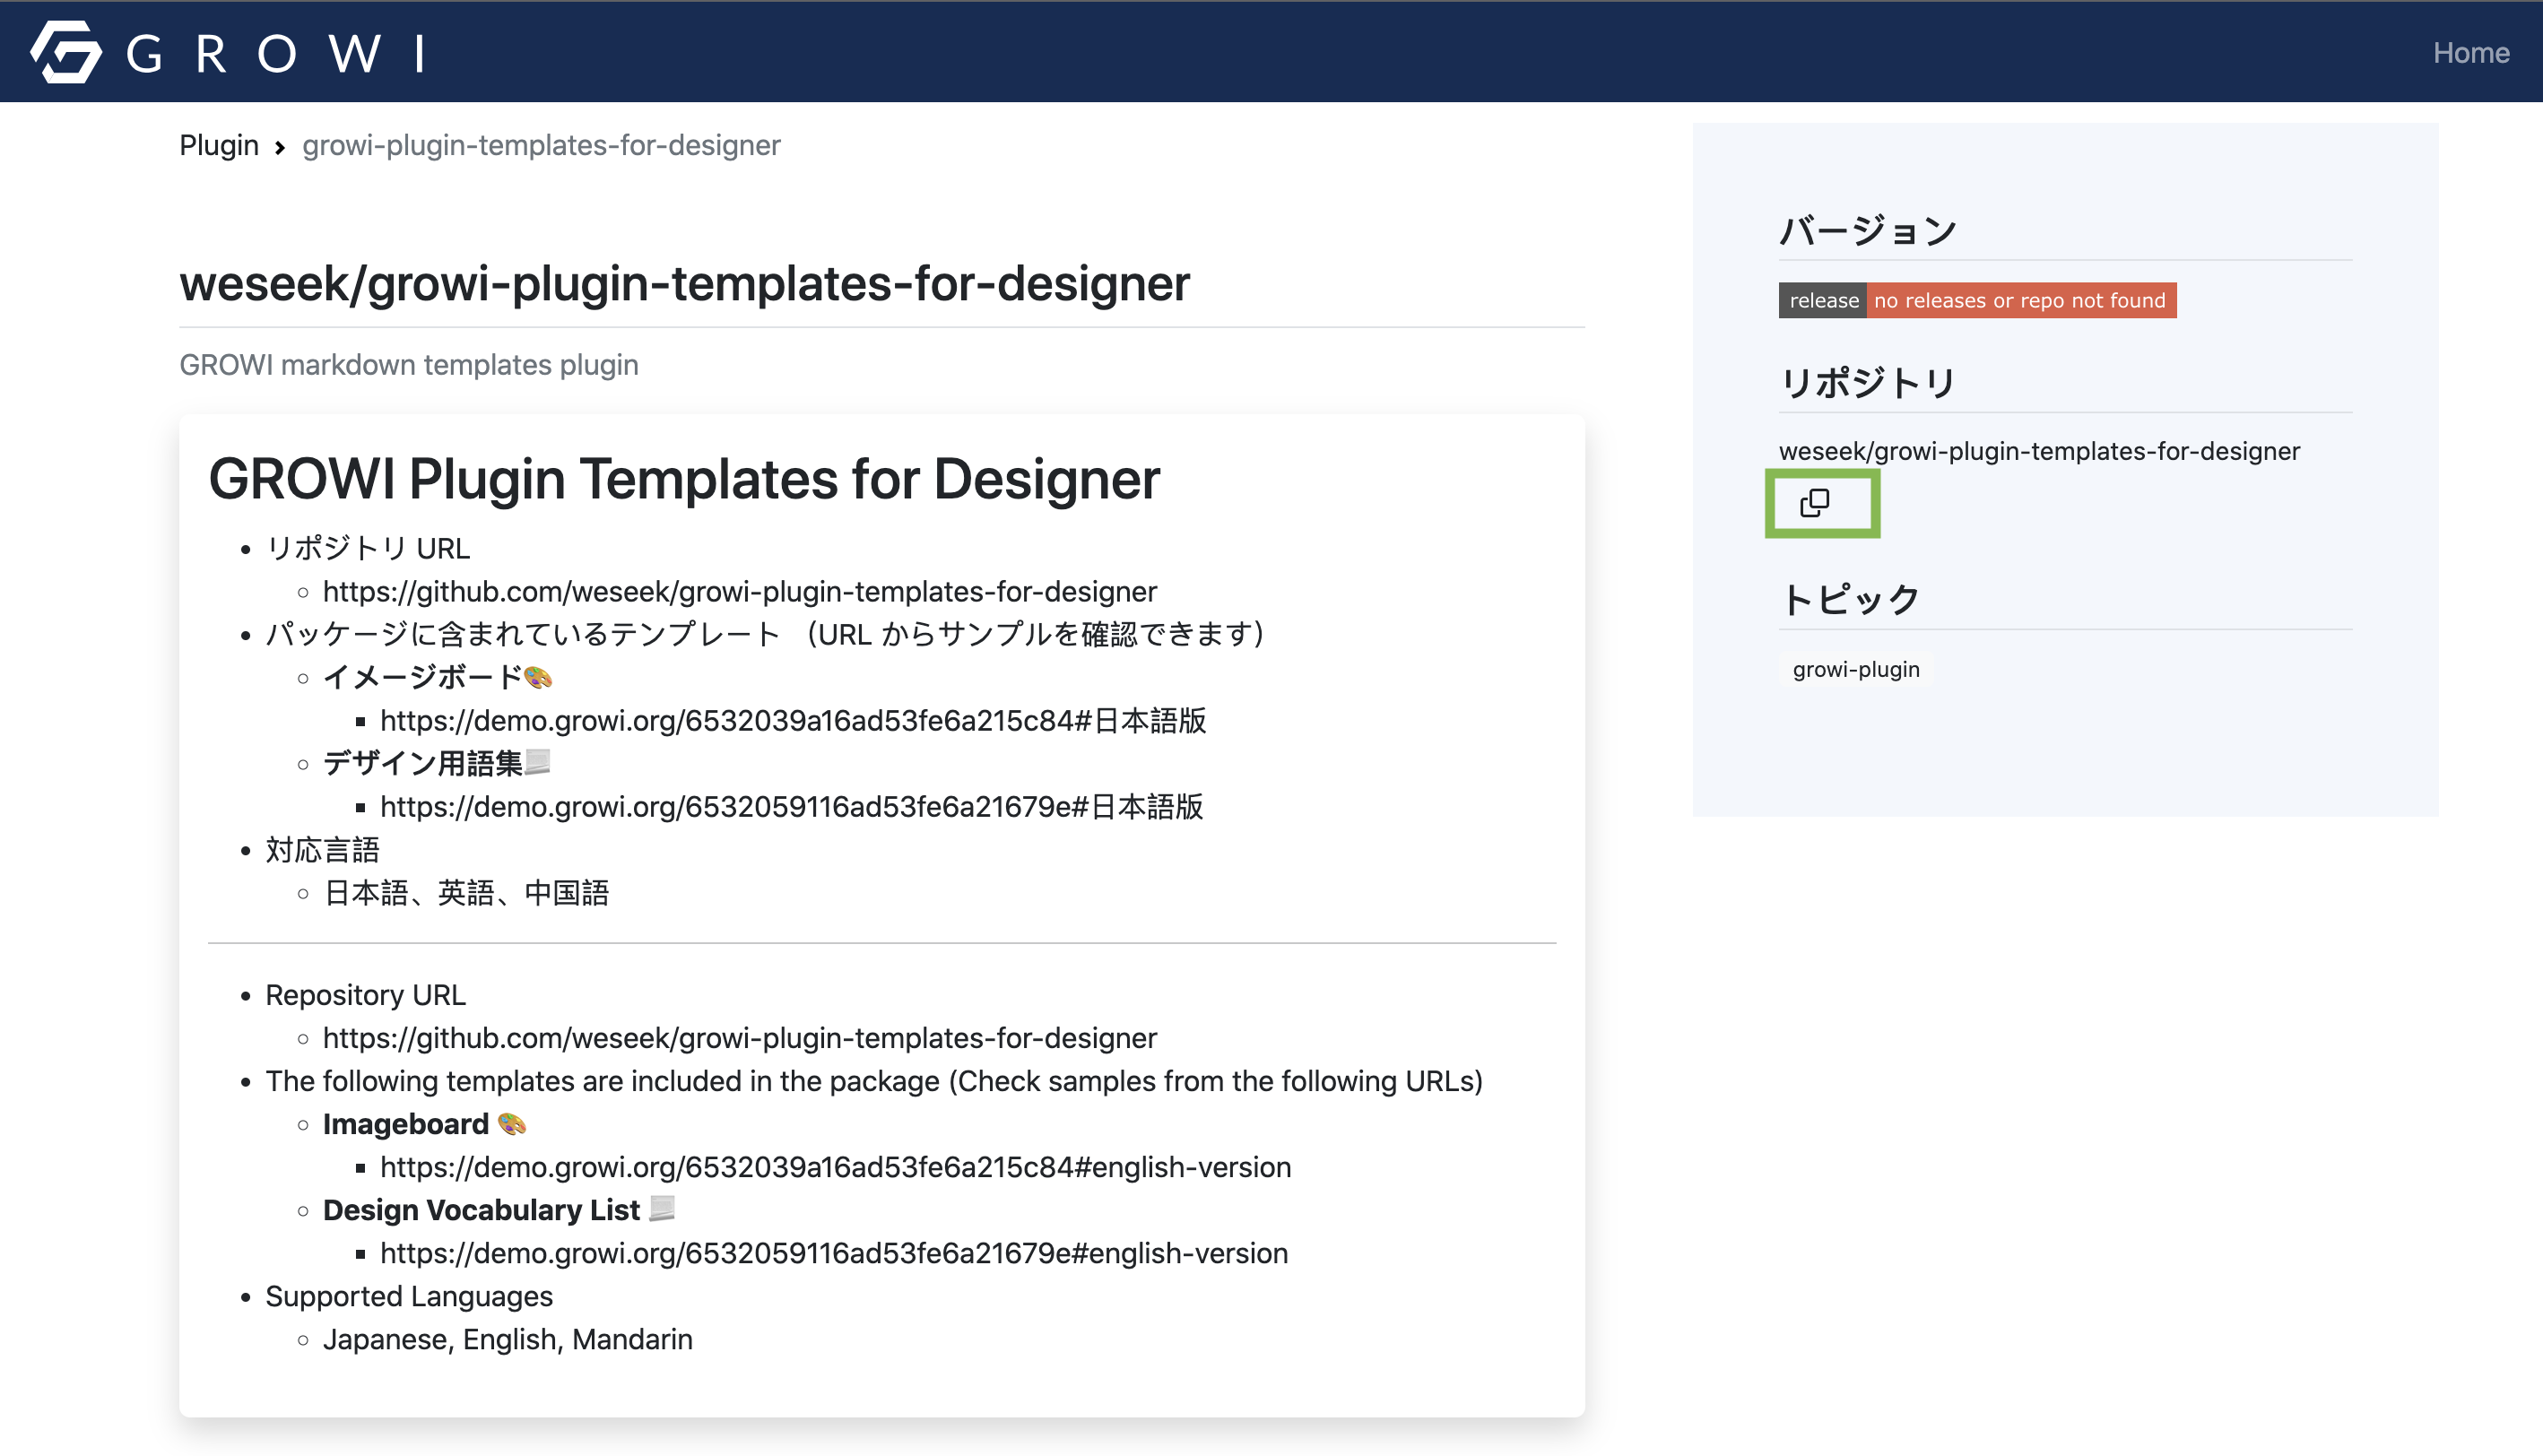 GROWI
Home
Plugin › growi-plugin-templates-for-designer
weseek/growi-plugin-templates-for-designer
GROWI markdown templates plugin
GROWI Plugin Templates for Designer
リポジトリ URL
https://github.com/weseek/growi-plugin-templates-for-designer
パッケージに含まれているテンプレート （URL からサンプルを確認できます）
イメージボード🎨
https://demo.growi.org/6532039a16ad53fe6a215c84#日本語版
デザイン用語集📃
https://demo.growi.org/6532059116ad53fe6a21679e#日本語版
対応言語
日本語、英語、中国語
Repository URL
https://github.com/weseek/growi-plugin-templates-for-designer
The following templates are included in the package (Check samples from the following URLs)
Imageboard 🎨
https://demo.growi.org/6532039a16ad53fe6a215c84#english-version
Design Vocabulary List 📃
https://demo.growi.org/6532059116ad53fe6a21679e#english-version
Supported Languages
Japanese, English, Mandarin
バージョン
release no releases or repo not found
リポジトリ
weseek/growi-plugin-templates-for-designer
トピック
growi-plugin